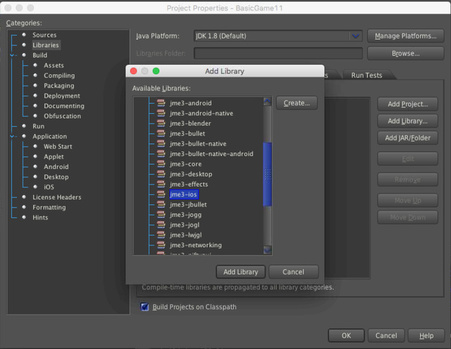 Project Properties - BasicGame11
Categories:
Sources
Libraries
Build
Assets
Compiling
Packaging
Deployment
Documenting
Obfuscation
Run
Application
Web Start
Applet
Android
Desktop
iOS
License Headers
Formatting
Hints
Java Platform:
JDK 1.8 (Default)
Manage Platforms...
Libraries Folder:
Browse...
Run Tests
Add Project...
Add Library...
Add JAR/Folder
Edit
Remove
Move Up
Move Down
Add Library
Available Libraries:
jme3-android
jme3-android-native
jme3-blender
jme3-bullet
jme3-bullet-native
jme3-bullet-native-android
jme3-core
jme3-desktop
jme3-effects
jme3-ios
jme3-jbullet
jme3-jogg
jme3-jogl
jme3-lwjgl
jme3-networking
Create...
Add Library
Cancel
Compile-time libraries are propagated to all library categories.
Build Projects on Classpath
OK
Cancel
Help